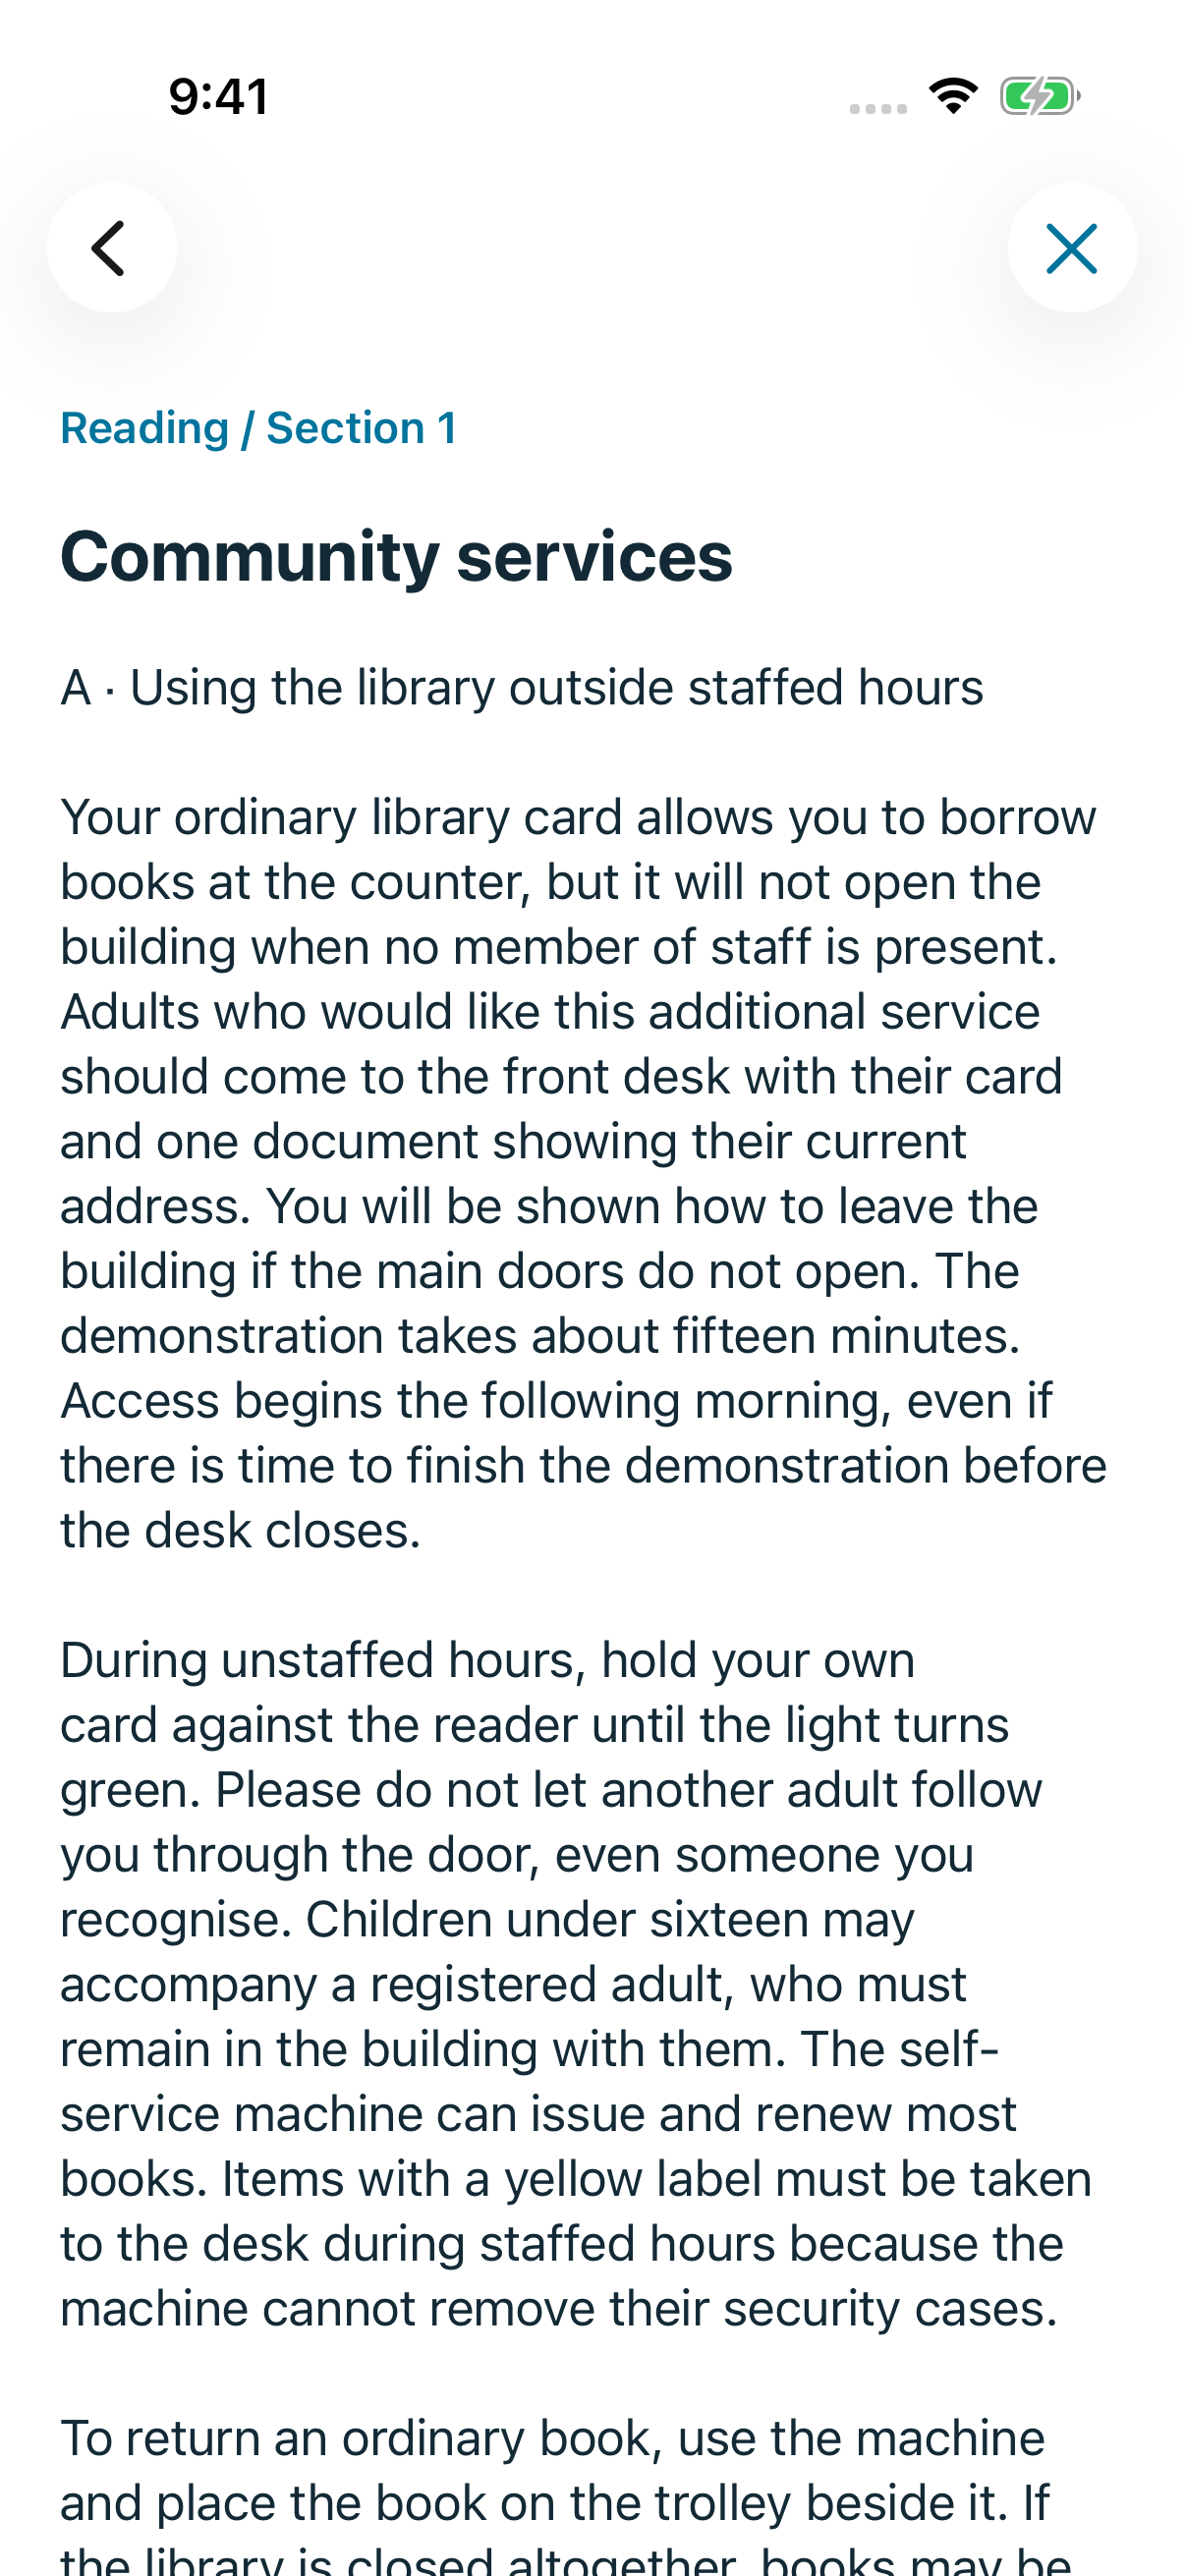 9:41
Reading / Section 1
Community services
A · Using the library outside staffed hours
Your ordinary library card allows you to borrow
books at the counter, but it will not open the
building when no member of staff is present.
Adults who would like this additional service
should come to the front desk with their card
and one document showing their current
address. You will be shown how to leave the
building if the main doors do not open. The
demonstration takes about fifteen minutes.
Access begins the following morning, even if
there is time to finish the demonstration before
the desk closes.
During unstaffed hours, hold your own
card against the reader until the light turns
green. Please do not let another adult follow
you through the door, even someone you
recognise. Children under sixteen may
accompany a registered adult, who must
remain in the building with them. The self-
service machine can issue and renew most
books. Items with a yellow label must be taken
to the desk during staffed hours because the
machine cannot remove their security cases.
To return an ordinary book, use the machine
and place the book on the trolley beside it. If
the library is closed altogether, books may be